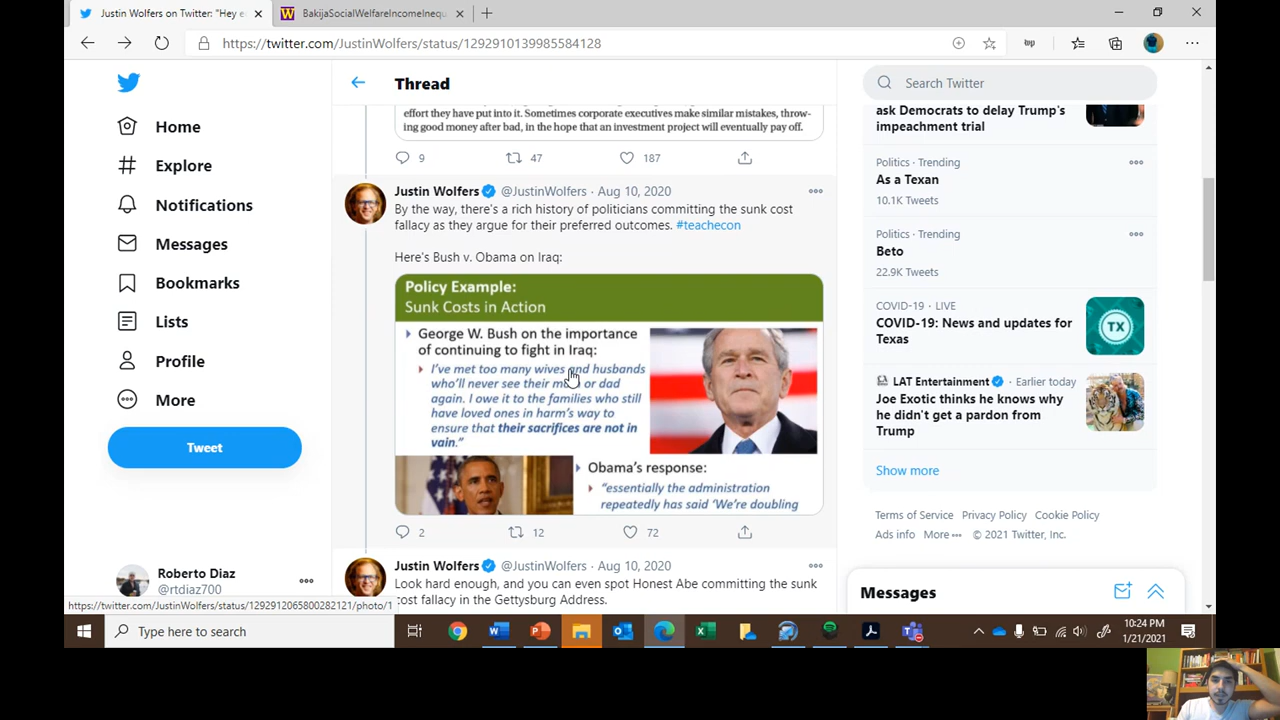 Justin Wolfers on Twitter: "Hey e
BakijaSocialWelfareIncomeInequ
https://twitter.com/JustinWolfers/status/1292910139985584128
Home
Explore
Notifications
Messages
Bookmarks
Lists
Profile
More
Tweet
Roberto Diaz
@rtdiaz700
https://twitter.com/JustinWolfers/status/1292912065800282121/photo/1
Thread
effort they have put into it. Sometimes corporate executives make similar mistakes, throw-
ing good money after bad, in the hope that an investment project will eventually pay off.
9 47 187
Justin Wolfers @JustinWolfers · Aug 10, 2020
By the way, there's a rich history of politicians committing the sunk cost
fallacy as they argue for their preferred outcomes. #teachecon
Here's Bush v. Obama on Iraq:
Policy Example:
Sunk Costs in Action
George W. Bush on the importance
of continuing to fight in Iraq:
I've met too many wives and husbands
who'll never see their or dad
again. I owe it to the families who still
have loved ones in harm's way to
ensure that their sacrifices are not in
vain."
Obama's response:
"essentially the administration
repeatedly has said 'We're doubling
2 12 72
Justin Wolfers @JustinWolfers · Aug 10, 2020
Look hard enough, and you can even spot Honest Abe committing the sunk
cost fallacy in the Gettysburg Address.
Search Twitter
ask Democrats to delay Trump's
impeachment trial
Politics · Trending
As a Texan
10.1K Tweets
Politics · Trending
Beto
22.9K Tweets
COVID-19 · LIVE
COVID-19: News and updates for
Texas
TX
LAT Entertainment · Earlier today
Joe Exotic thinks he knows why
he didn't get a pardon from
Trump
Show more
Terms of Service Privacy Policy Cookie Policy
Ads info More ··· © 2021 Twitter, Inc.
Messages
Type here to search
10:24 PM
1/21/2021